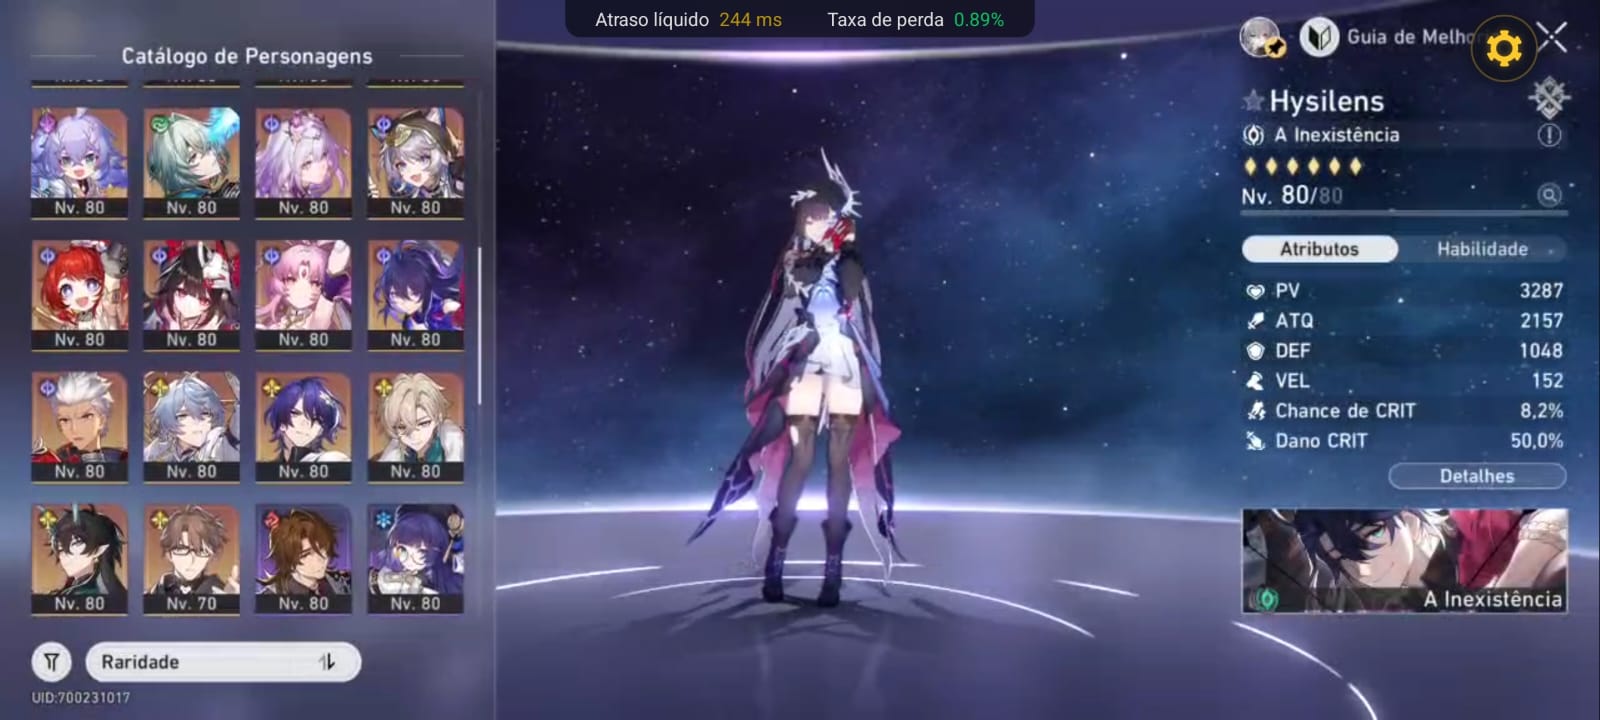 Atraso líquido 244 ms Taxa de perda 0.89%
Catálogo de Personagens
Nv. 80 Nv. 80 Nv. 80 Nv. 80
Nv. 80 Nv. 80 Nv. 80 Nv. 80
Nv. 80 Nv. 80 Nv. 80 Nv. 80
Nv. 80 Nv. 70 Nv. 80 Nv. 80
Raridade
UID:700231017
Guia de Melho
Hysilens
A Inexistência
Nv. 80/80
Atributos Habilidade
PV 3287
ATQ 2157
DEF 1048
VEL 152
Chance de CRIT 8,2%
Dano CRIT 50,0%
Detalhes
A Inexistência